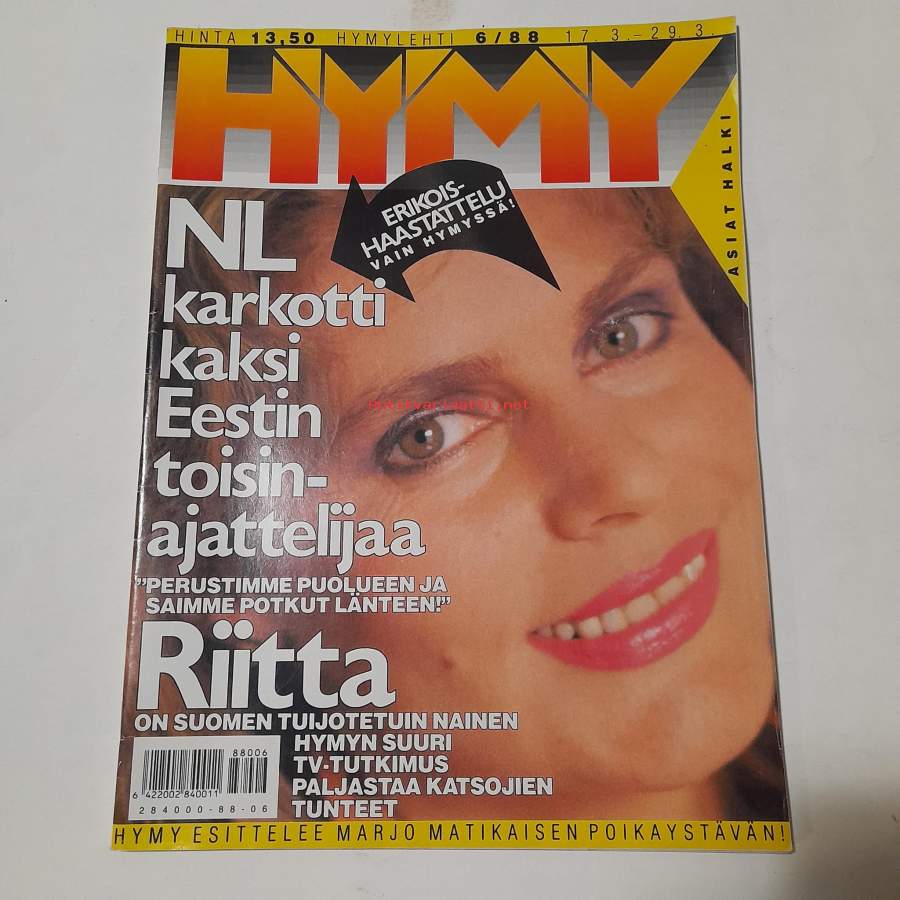 HINTA 13,50 HYMYLEHTI 6/88 17.3.-29.3.
HYMY
ASIAT HALKI
ERIKOIS-
HAASTATTELU
VAIN HYMYSSÄ!
NL
karkotti
kaksi
Eestin
toisin-
ajattelijaa
"PERUSTIMME PUOLUEEN JA
SAIMME POTKUT LÄNTEEN!"
Riitta
ON SUOMEN TUIJOTETUIN NAINEN
HYMYN SUURI
TV-TUTKIMUS
PALJASTAA KATSOJIEN
TUNTEET
88006
6 422002 840011
284000-88-06
HYMY ESITTELEE MARJO MATIKAISEN POIKAYSTÄVÄN!